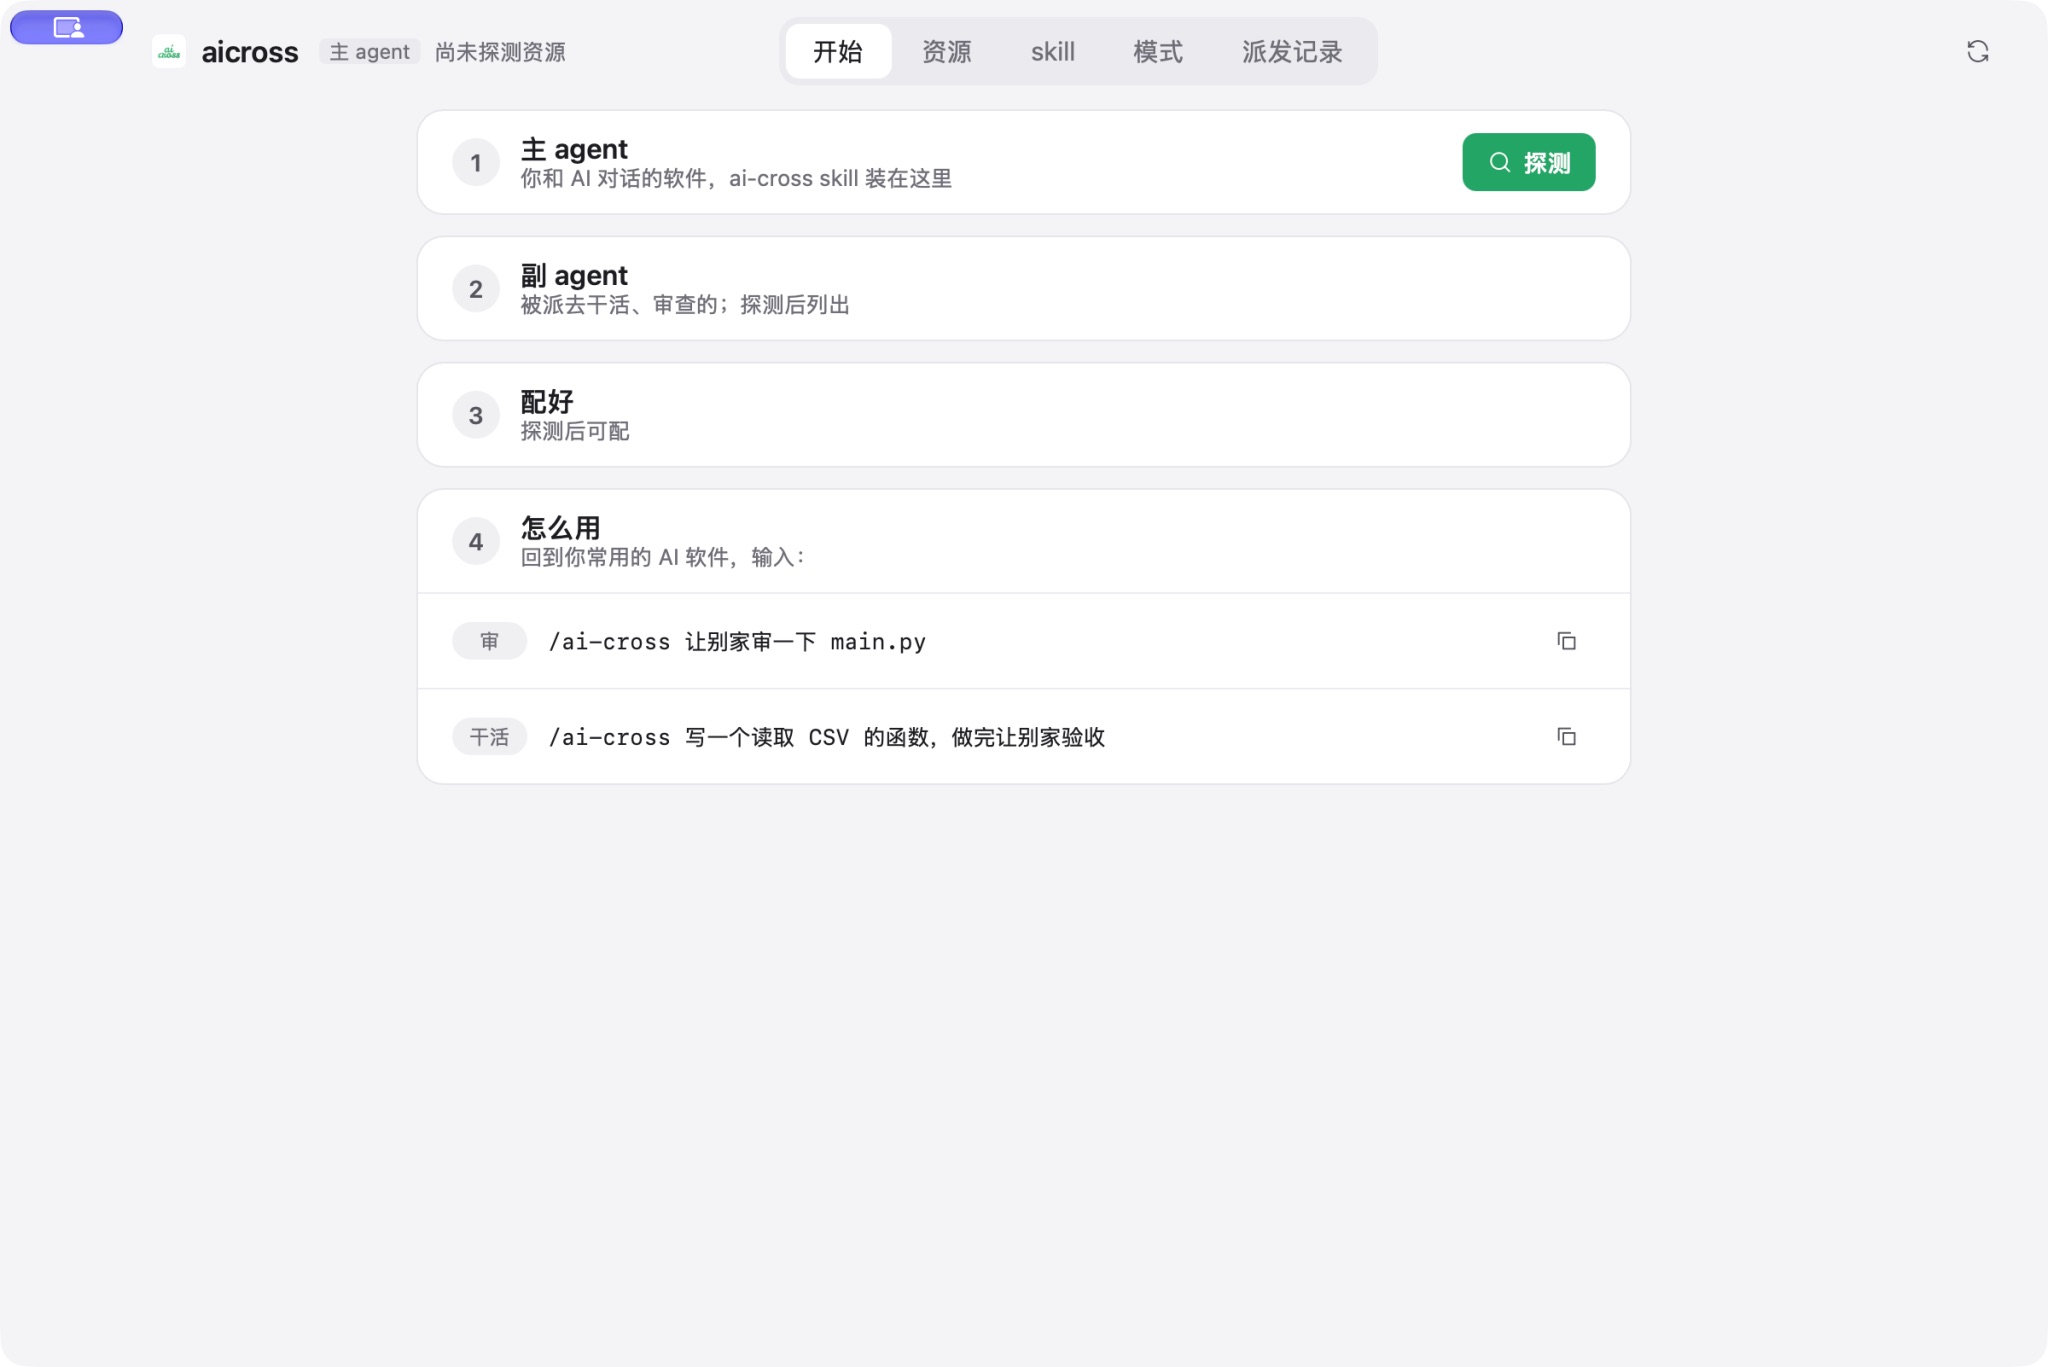 ai cross
aicross 主 agent 尚未探测资源
开始 资源 skill 模式 派发记录
1 主 agent
你和 AI 对话的软件，ai-cross skill 装在这里
探测
2 副 agent
被派去干活、审查的；探测后列出
3 配好
探测后可配
4 怎么用
回到你常用的 AI 软件，输入：
审 /ai-cross 让别家审一下 main.py
干活 /ai-cross 写一个读取 CSV 的函数，做完让别家验收